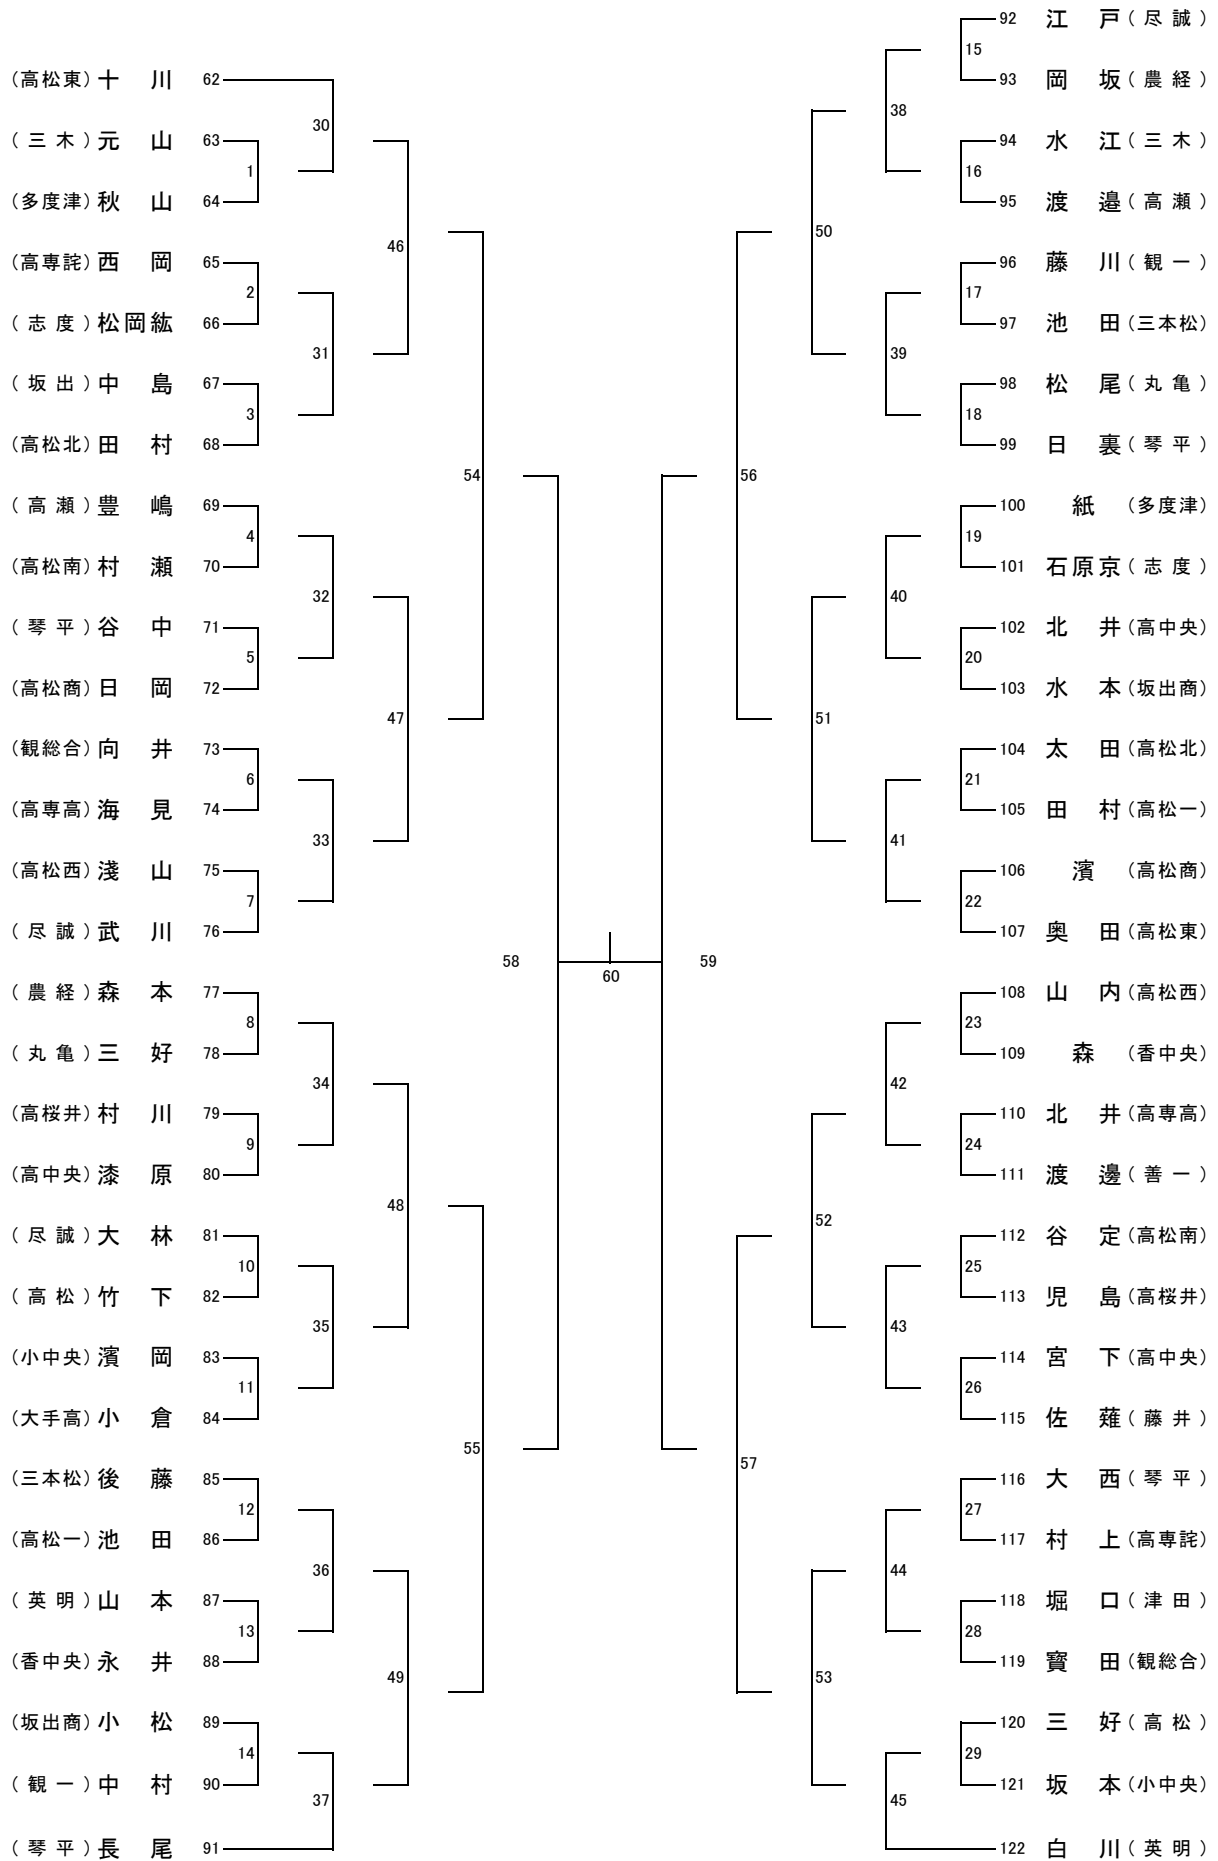 (高松東) 十川 62
(三木) 元山 63
(多度津) 秋山 64
(高専詫) 西岡 65
(志度) 松岡紘 66
(坂出) 中島 67
(高松北) 田村 68
(高瀬) 豊嶋 69
(高松南) 村瀬 70
(琴平) 谷中 71
(高松商) 日岡 72
(観総合) 向井 73
(高専高) 海見 74
(高松西) 淺山 75
(尽誠) 武川 76
(農経) 森本 77
(丸亀) 三好 78
(高桜井) 村川 79
(高中央) 漆原 80
(尽誠) 大林 81
(高松) 竹下 82
(小中央) 濱岡 83
(大手高) 小倉 84
(三本松) 後藤 85
(高松一) 池田 86
(英明) 山本 87
(香中央) 永井 88
(坂出商) 小松 89
(観一) 中村 90
(琴平) 長尾 91
1
2
3
4
5
6
7
8
9
10
11
12
13
14
30
31
32
33
34
35
36
37
46
47
48
49
54
55
58
60
59
56
57
50
51
52
53
38
39
40
41
42
43
44
45
15
16
17
18
19
20
21
22
23
24
25
26
27
28
29
92 江戸 (尽誠)
93 岡坂 (農経)
94 水江 (三木)
95 渡邉 (高瀬)
96 藤川 (観一)
97 池田 (三本松)
98 松尾 (丸亀)
99 日裏 (琴平)
100 紙 (多度津)
101 石原京 (志度)
102 北井 (高中央)
103 水本 (坂出商)
104 太田 (高松北)
105 田村 (高松一)
106 濱 (高松商)
107 奥田 (高松東)
108 山内 (高松西)
109 森 (香中央)
110 北井 (高専高)
111 渡邊 (善一)
112 谷定 (高松南)
113 児島 (高桜井)
114 宮下 (高中央)
115 佐薙 (藤井)
116 大西 (琴平)
117 村上 (高専詫)
118 堀口 (津田)
119 寳田 (観総合)
120 三好 (高松)
121 坂本 (小中央)
122 白川 (英明)